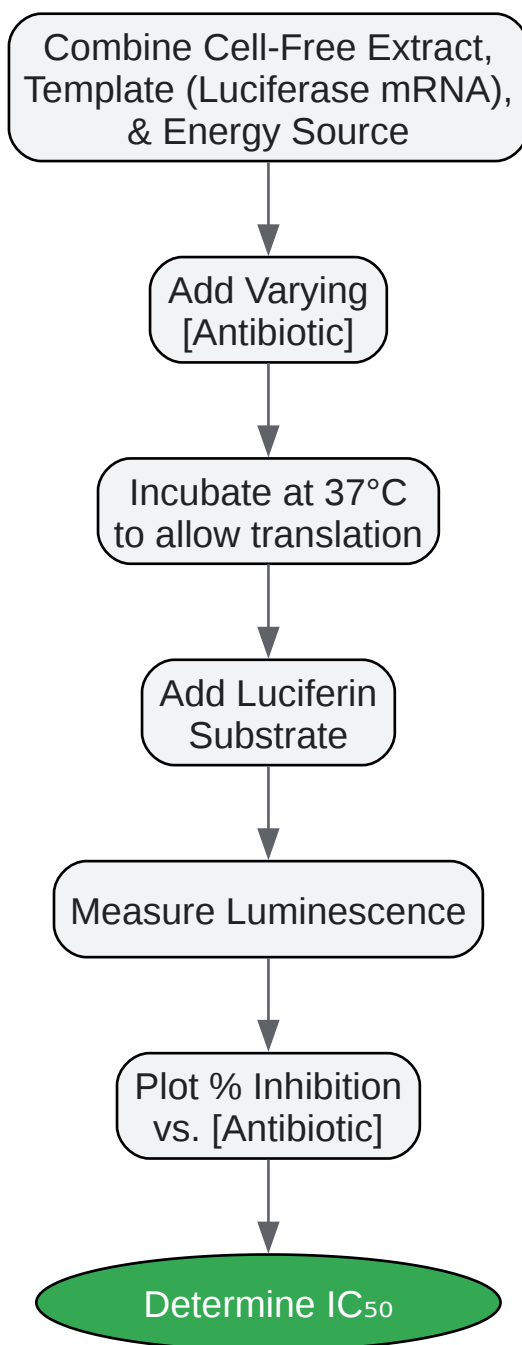 Combine Cell-Free Extract,
Template (Luciferase mRNA),
& Energy Source
Add Varying
[Antibiotic]
Incubate at 37°C
to allow translation
Add Luciferin
Substrate
Measure Luminescence
Plot % Inhibition
vs. [Antibiotic]
Determine IC₅₀